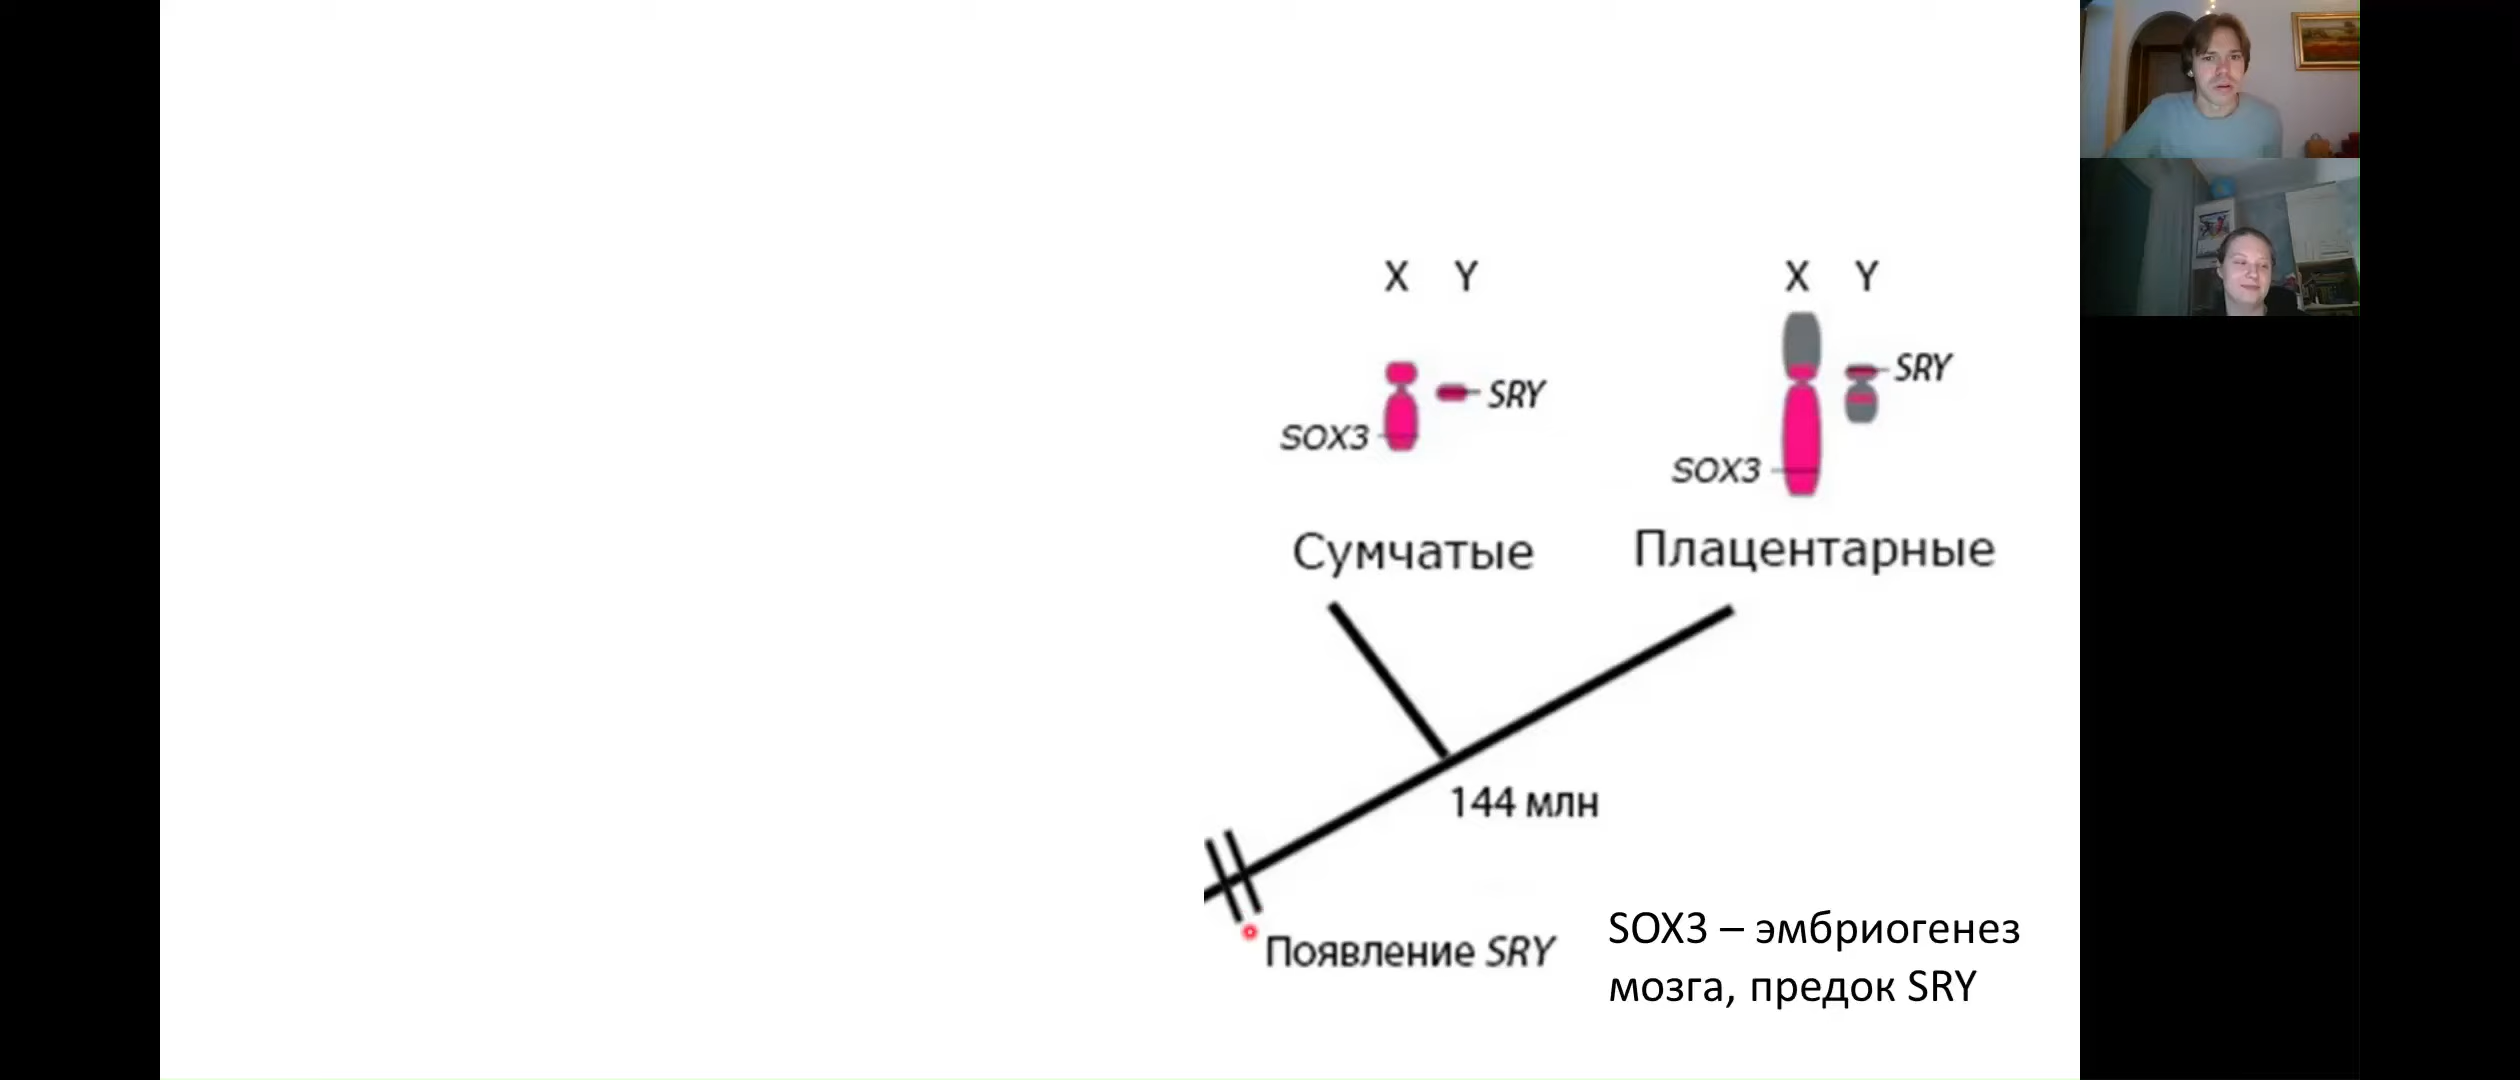 X Y
X Y
SRY
SRY
SOX3
SOX3
Сумчатые
Плацентарные
144 млн
Появление SRY
SOX3 – эмбриогенез
мозга, предок SRY